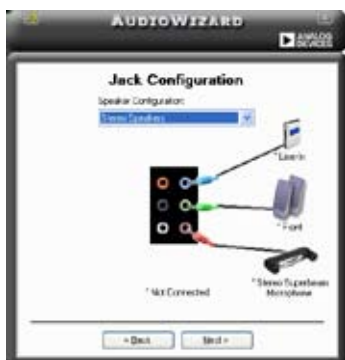 AudioWizard
ANALOG
DEVICES
Jack Configuration
Speaker Configuration:
Stereo Speakers
* Line-In
* Front
* Stereo Superbeam
Microphone
* Not Connected
< Back
Next >